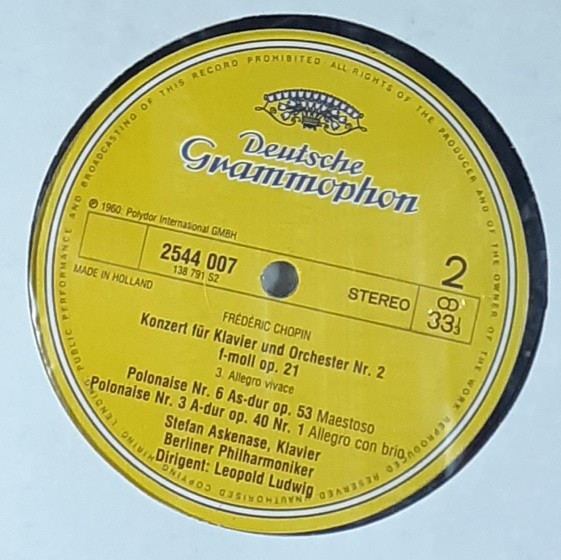 Deutsche
Grammophon
℗ 1960: Polydor International GMBH
2544 007
138 791 S2
STEREO
2
33⅓
MADE IN HOLLAND
FRÉDÉRIC CHOPIN
Konzert für Klavier und Orchester Nr. 2
f-moll op. 21
3. Allegro vivace
Polonaise Nr. 6 As-dur op. 53 Maestoso
Polonaise Nr. 3 A-dur op. 40 Nr. 1 Allegro con brio
Stefan Askenase, Klavier
Berliner Philharmoniker
Dirigent: Leopold Ludwig
ALL RIGHTS OF THE PRODUCER AND OF THE OWNER OF THE WORK REPRODUCED RESERVED UNAUTHORISED COPYING HIRING LENDING PUBLIC PERFORMANCE AND BROADCASTING OF THIS RECORD PROHIBITED